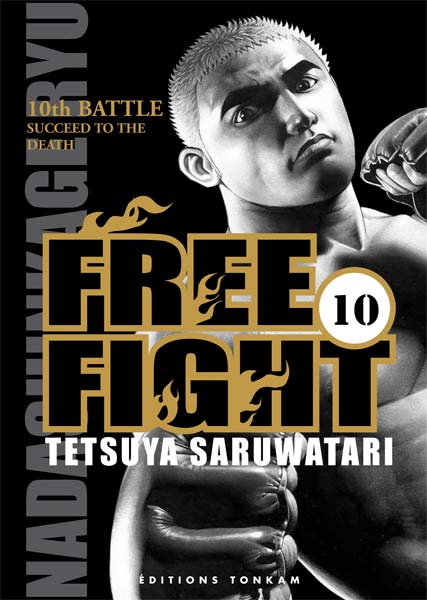 NADASHINKAGERYU
10th BATTLE
SUCCEED TO THE
DEATH
FREE
FIGHT
10
TETSUYA SARUWATARI
ÉDITIONS TONKAM